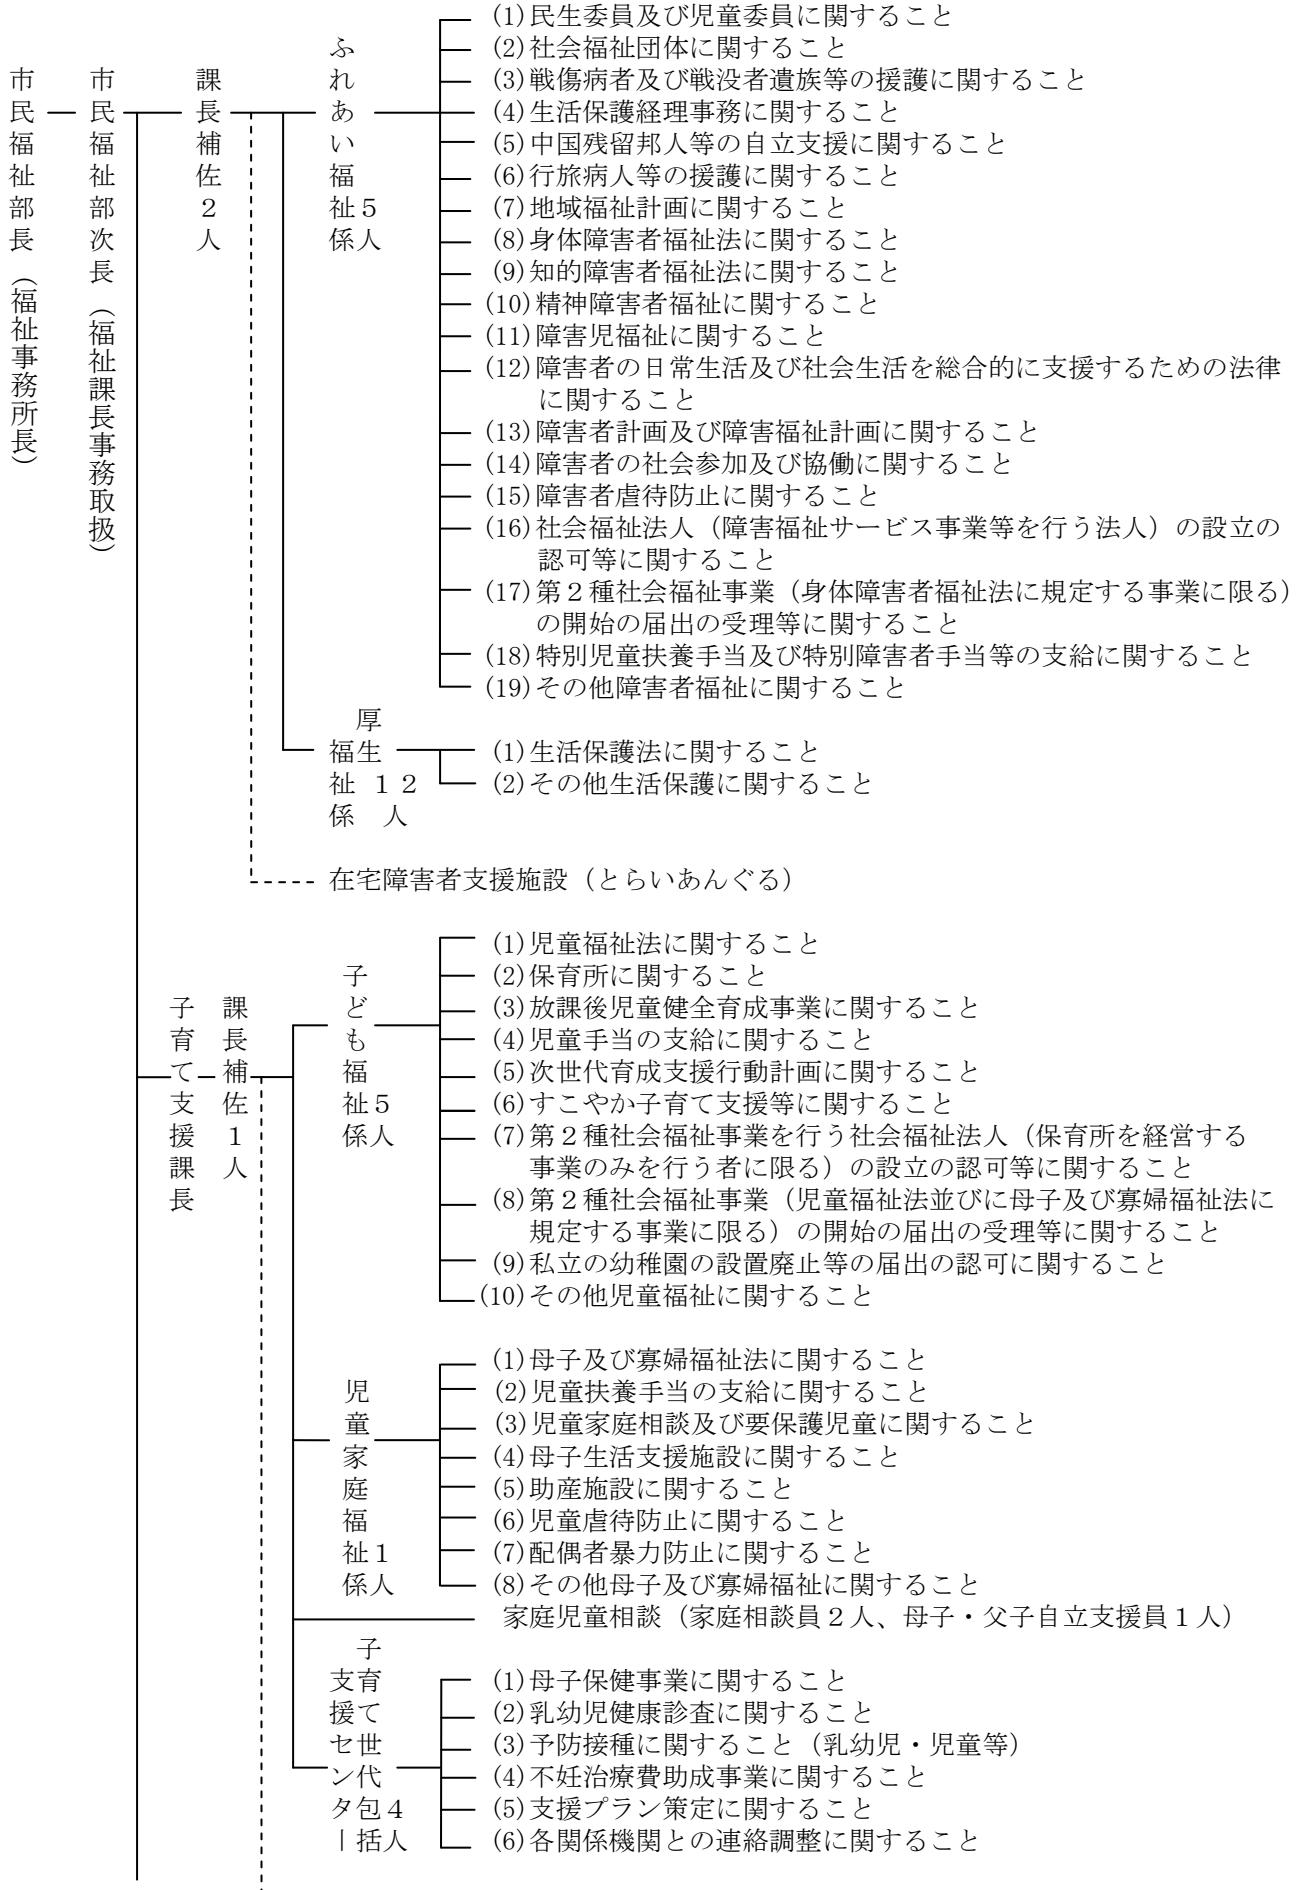 市民福祉部長（福祉事務所長）
市民福祉部次長（福祉課長事務取扱）
課長補佐２人
ふれあい福祉係
５人
(1)民生委員及び児童委員に関すること
(2)社会福祉団体に関すること
(3)戦傷病者及び戦没者遺族等の援護に関すること
(4)生活保護経理事務に関すること
(5)中国残留邦人等の自立支援に関すること
(6)行旅病人等の援護に関すること
(7)地域福祉計画に関すること
(8)身体障害者福祉法に関すること
(9)知的障害者福祉法に関すること
(10)精神障害者福祉に関すること
(11)障害児福祉に関すること
(12)障害者の日常生活及び社会生活を総合的に支援するための法律
に関すること
(13)障害者計画及び障害福祉計画に関すること
(14)障害者の社会参加及び協働に関すること
(15)障害者虐待防止に関すること
(16)社会福祉法人（障害福祉サービス事業等を行う法人）の設立の
認可等に関すること
(17)第２種社会福祉事業（身体障害者福祉法に規定する事業に限る）
の開始の届出の受理等に関すること
(18)特別児童扶養手当及び特別障害者手当等の支給に関すること
(19)その他障害者福祉に関すること
厚生
福祉係
１２人
(1)生活保護法に関すること
(2)その他生活保護に関すること
在宅障害者支援施設（とらいあんぐる）
子育て支援課長
課長補佐１人
子ども福祉係
５人
(1)児童福祉法に関すること
(2)保育所に関すること
(3)放課後児童健全育成事業に関すること
(4)児童手当の支給に関すること
(5)次世代育成支援行動計画に関すること
(6)すこやか子育て支援等に関すること
(7)第２種社会福祉事業を行う社会福祉法人（保育所を経営する
事業のみを行う者に限る）の設立の認可等に関すること
(8)第２種社会福祉事業（児童福祉法並びに母子及び寡婦福祉法に
規定する事業に限る）の開始の届出の受理等に関すること
(9)私立の幼稚園の設置廃止等の届出の認可に関すること
(10)その他児童福祉に関すること
児童家庭福祉係
１人
(1)母子及び寡婦福祉法に関すること
(2)児童扶養手当の支給に関すること
(3)児童家庭相談及び要保護児童に関すること
(4)母子生活支援施設に関すること
(5)助産施設に関すること
(6)児童虐待防止に関すること
(7)配偶者暴力防止に関すること
(8)その他母子及び寡婦福祉に関すること
家庭児童相談（家庭相談員２人、母子・父子自立支援員１人）
子育て世代包括
支援センター
４人
(1)母子保健事業に関すること
(2)乳幼児健康診査に関すること
(3)予防接種に関すること（乳幼児・児童等）
(4)不妊治療費助成事業に関すること
(5)支援プラン策定に関すること
(6)各関係機関との連絡調整に関すること